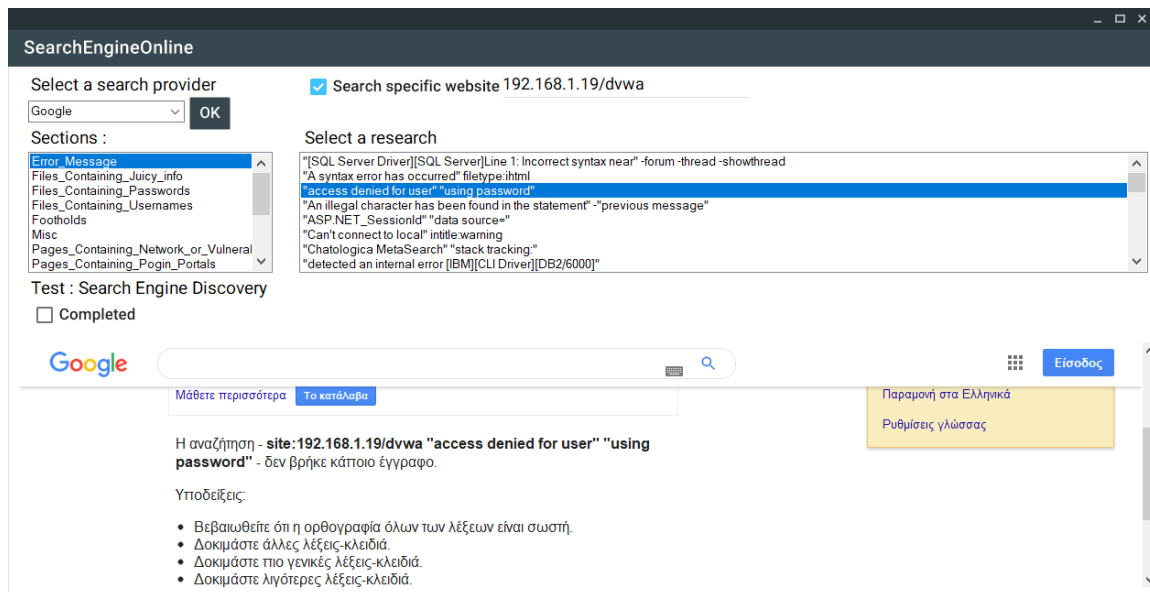 SearchEngineOnline
Select a search provider
Search specific website 192.168.1.19/dvwa
Google
OK
Sections :
Select a research
Error_Message
Files_Containing_Juicy_info
Files_Containing_Passwords
Files_Containing_Usernames
Footholds
Misc
Pages_Containing_Network_or_Vulneral
Pages_Containing_Pogin_Portals
"[SQL Server Driver][SQL Server]Line 1: Incorrect syntax near" -forum -thread -showthread
"A syntax error has occurred" filetype:ihtml
"access denied for user" "using password"
"An illegal character has been found in the statement" -"previous message"
"ASP.NET_SessionId" "data source="
"Can't connect to local" intitle:warning
"Chatologica MetaSearch" "stack tracking:"
"detected an internal error [IBM][CLI Driver][DB2/6000]"
Test : Search Engine Discovery
Completed
Google
Είσοδος
Μάθετε περισσότερα
Το κατάλαβα
Παραμονή στα Ελληνικά
Ρυθμίσεις γλώσσας
Η αναζήτηση - site:192.168.1.19/dvwa "access denied for user" "using
password" - δεν βρήκε κάποιο έγγραφο.
Υποδείξεις:
• Βεβαιωθείτε ότι η ορθογραφία όλων των λέξεων είναι σωστή.
• Δοκιμάστε άλλες λέξεις-κλειδιά.
• Δοκιμάστε πιο γενικές λέξεις-κλειδιά.
• Δοκιμάστε λιγότερες λέξεις-κλειδιά.